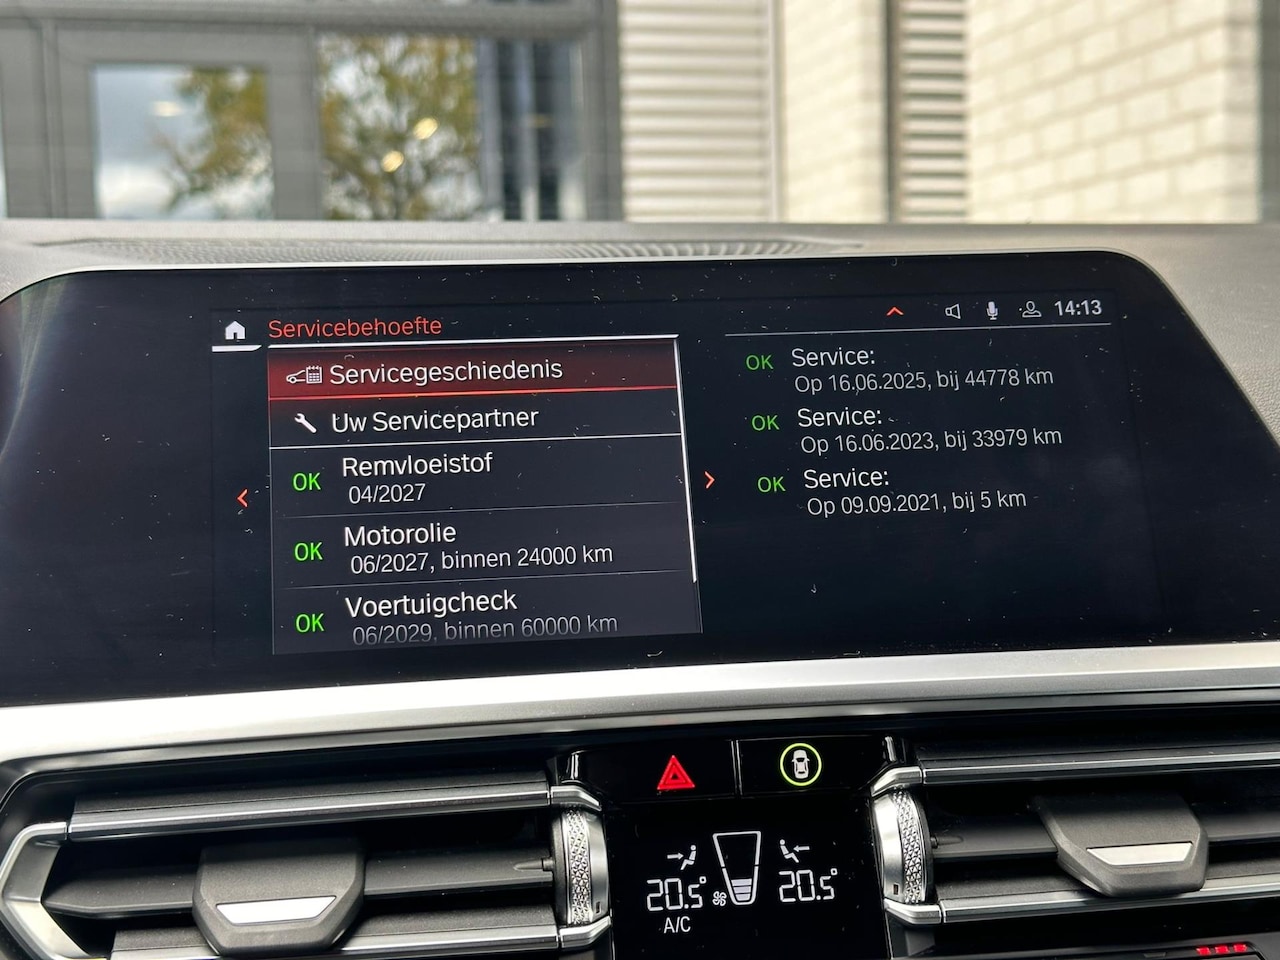 Servicebehoefte
14:13
Servicegeschiedenis
Uw Servicepartner
OK Remvloeistof
04/2027
OK Motorolie
06/2027, binnen 24000 km
OK Voertuigcheck
06/2029, binnen 60000 km
OK Service:
Op 16.06.2025, bij 44778 km
OK Service:
Op 16.06.2023, bij 33979 km
OK Service:
Op 09.09.2021, bij 5 km
20.5° 20.5°
A/C